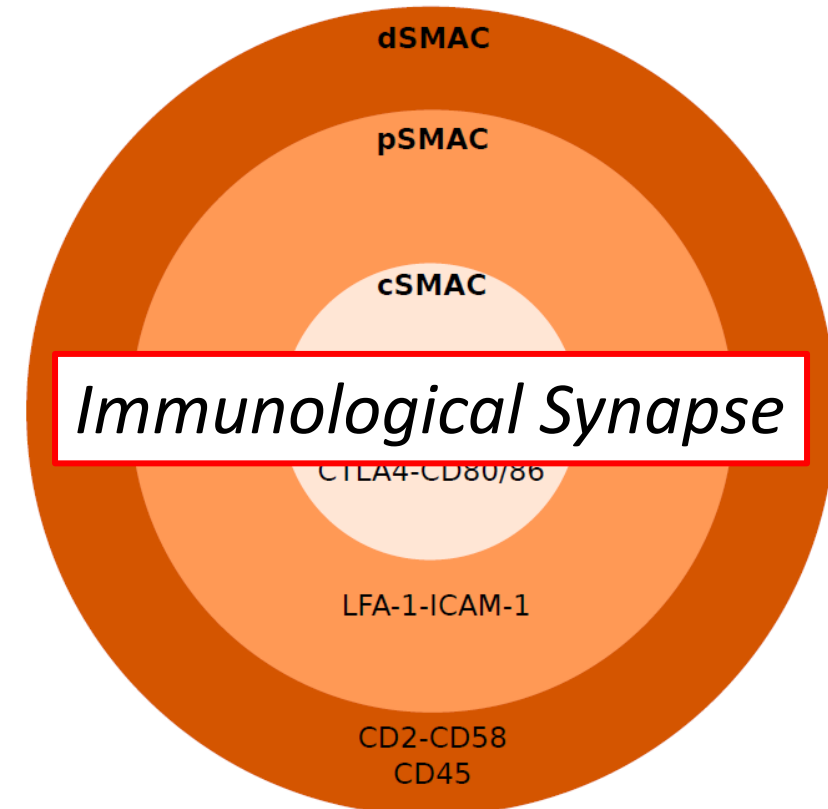 dSMAC
pSMAC
cSMAC
Immunological Synapse
CTLA4-CD80/86
LFA-1-ICAM-1
CD2-CD58
CD45